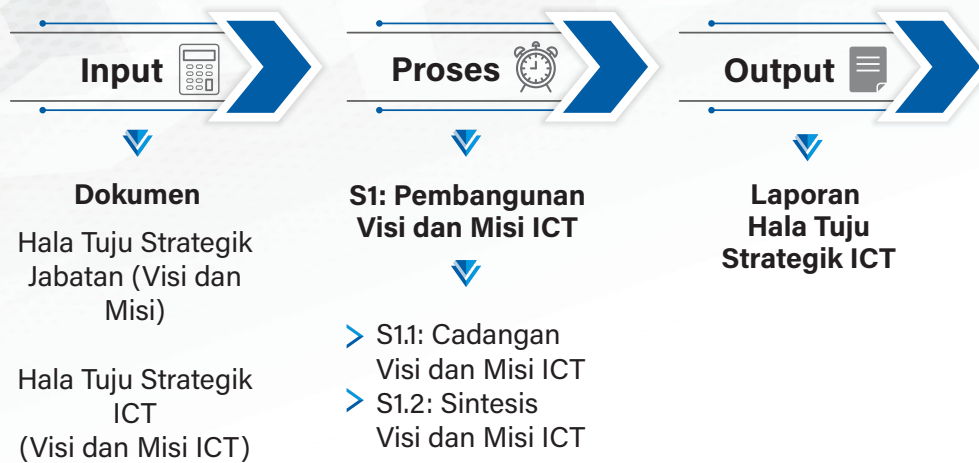 Input
Dokumen
Hala Tuju Strategik
Jabatan (Visi dan
Misi)
Hala Tuju Strategik
ICT
(Visi dan Misi ICT)
Proses
S1: Pembangunan
Visi dan Misi ICT
S1.1: Cadangan
Visi dan Misi ICT
S1.2: Sintesis
Visi dan Misi ICT
Output
Laporan
Hala Tuju
Strategik ICT